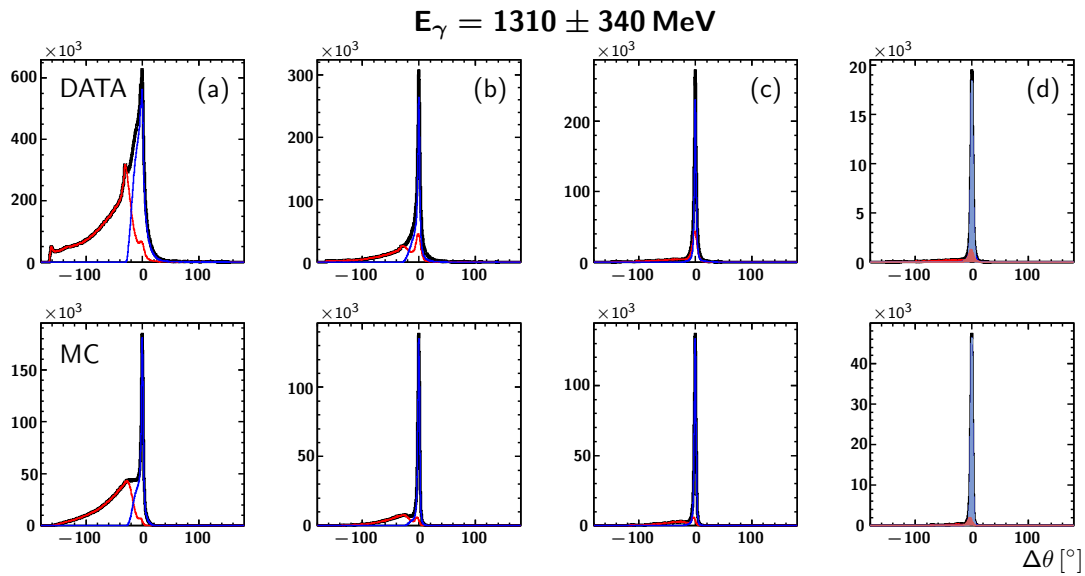 E_γ = 1310 ± 340 MeV
×10³ ×10³ ×10³ ×10³
DATA (a) (b) (c) (d)
600 400 200 0
300 200 100 0
200 100 0
20 15 10 5 0
−100 0 100 −100 0 100 −100 0 100 −100 0 100
×10³ ×10³ ×10³ ×10³
MC
150 100 50 0
100 50 0
100 50 0
40 30 20 10 0
−100 0 100 −100 0 100 −100 0 100 −100 0 100
Δθ [°]